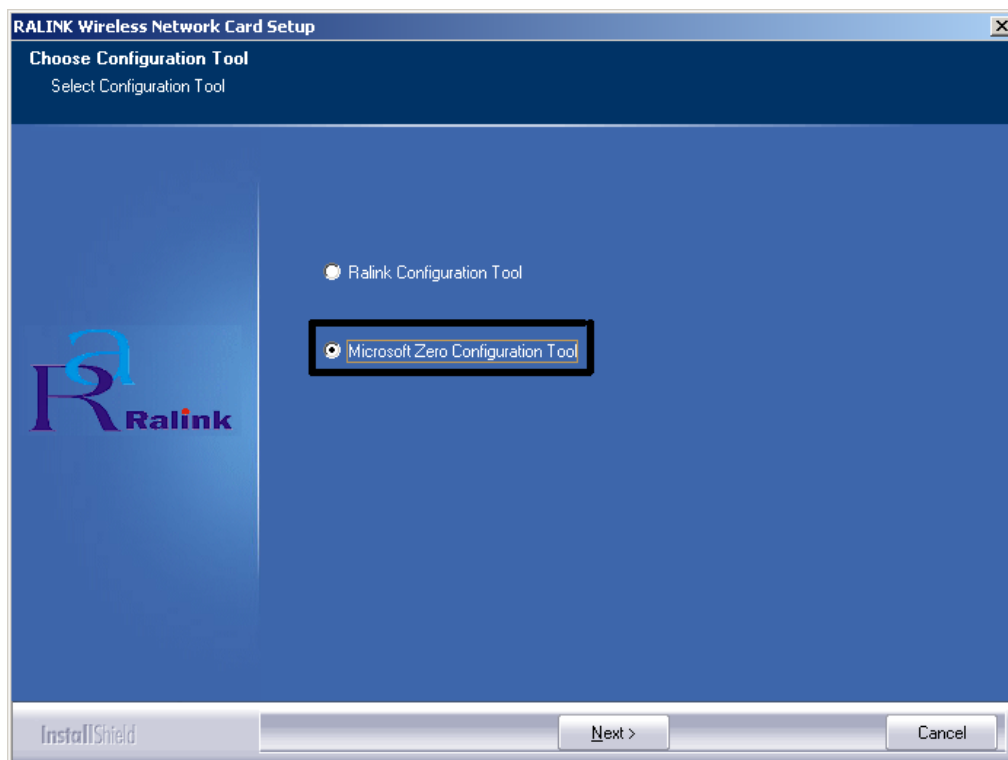 RALINK Wireless Network Card Setup
Choose Configuration Tool
Select Configuration Tool
Ralink Configuration Tool
Microsoft Zero Configuration Tool
Ra
Ralink
InstallShield
Next >
Cancel